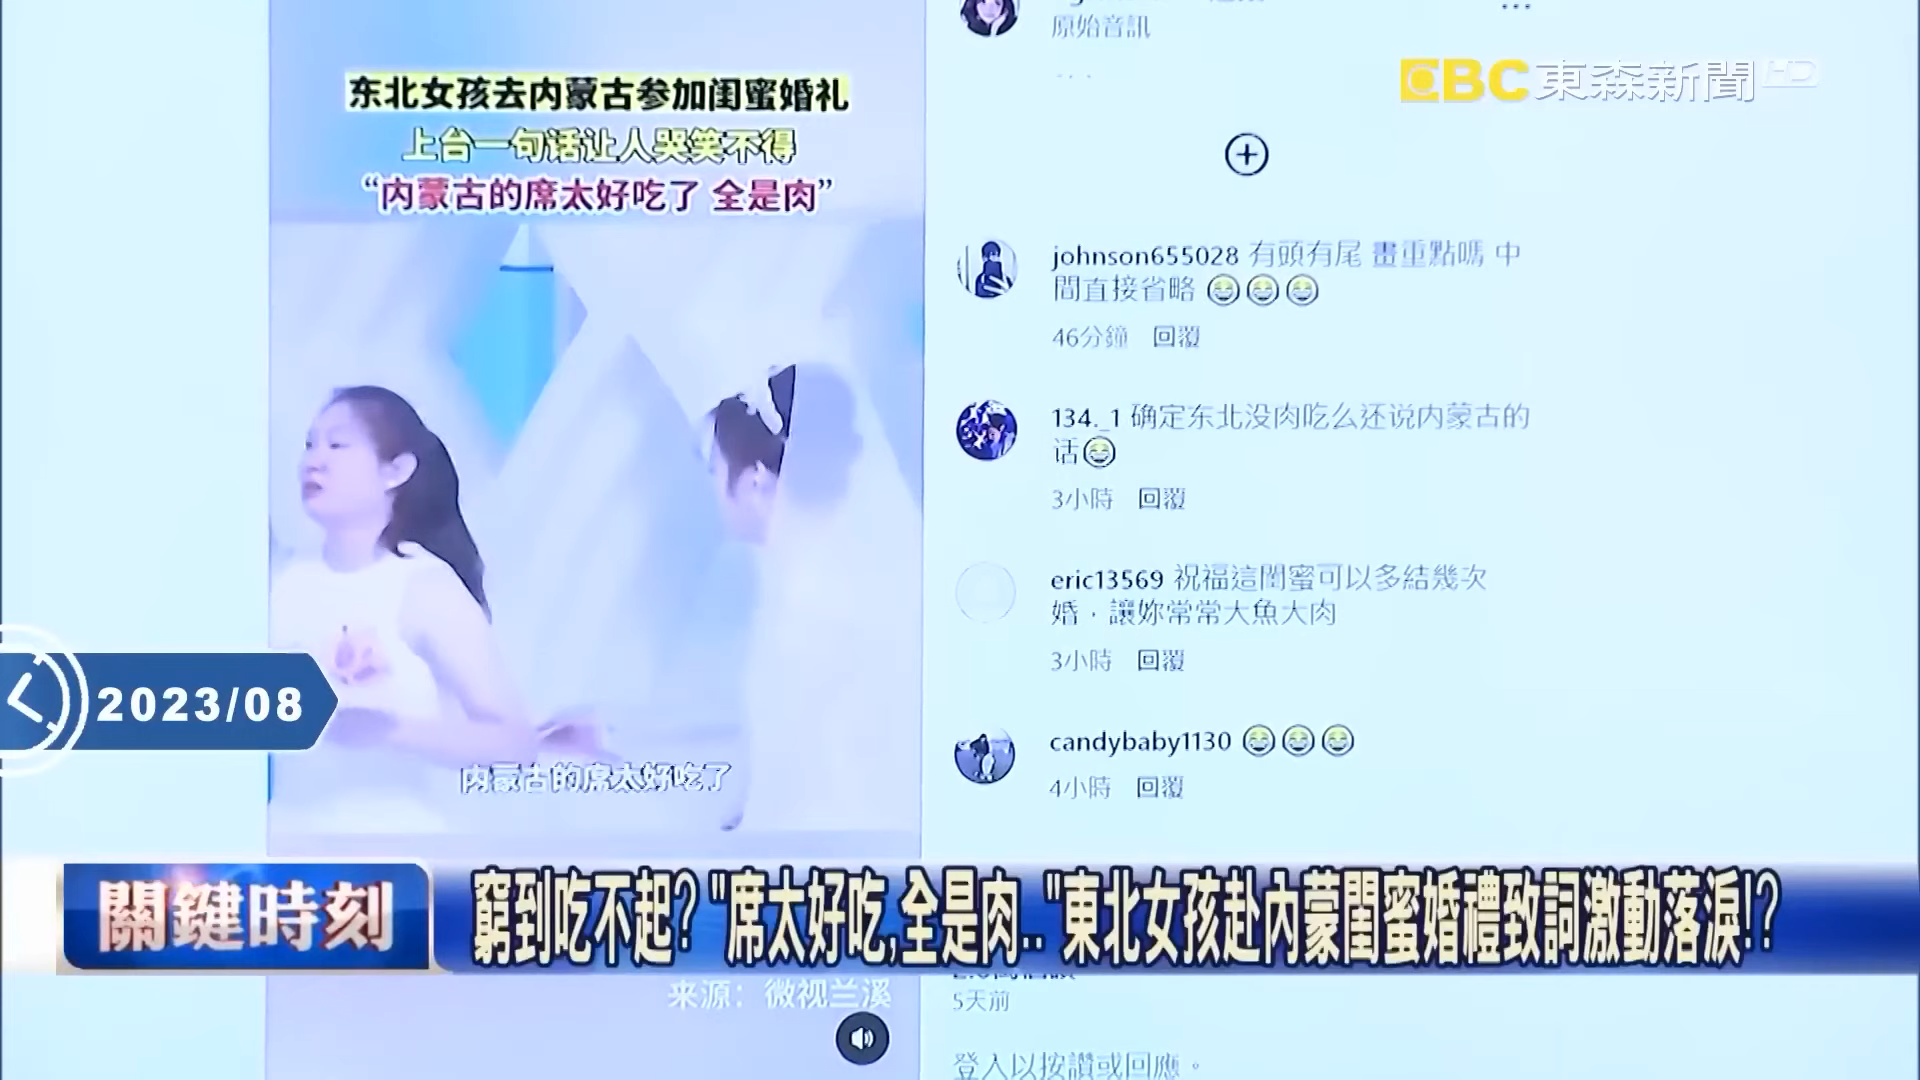 原始音訊
EBC 東森新聞 HD
东北女孩去内蒙古参加闺蜜婚礼
上台一句话让人哭笑不得
“内蒙古的席太好吃了 全是肉”
johnson655028 有頭有尾 畫重點嗎 中
間直接省略 😂😂😂
46分鐘 回覆
134._1 确定东北没肉吃么还说内蒙古的
话😂
3小時 回覆
eric13569 祝福這閨蜜可以多結幾次
婚，讓妳常常大魚大肉
3小時 回覆
candybaby1130 😂😂😂
4小時 回覆
2023/08
内蒙古的席太好吃了
關鍵時刻
窮到吃不起?"席太好吃,全是肉.."東北女孩赴內蒙閨蜜婚禮致詞激動落淚!?
来源：微视兰溪
5天前
登入以按讚或回應。